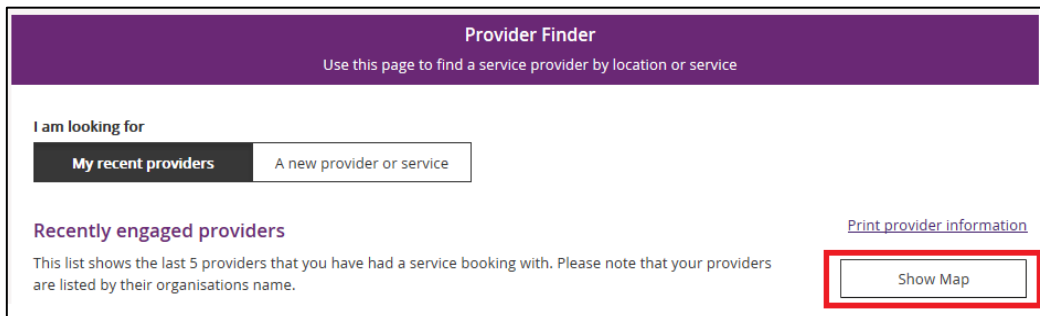 Provider Finder
Use this page to find a service provider by location or service
I am looking for
My recent providers
A new provider or service
Recently engaged providers
Print provider information
This list shows the last 5 providers that you have had a service booking with. Please note that your providers
are listed by their organisations name.
Show Map